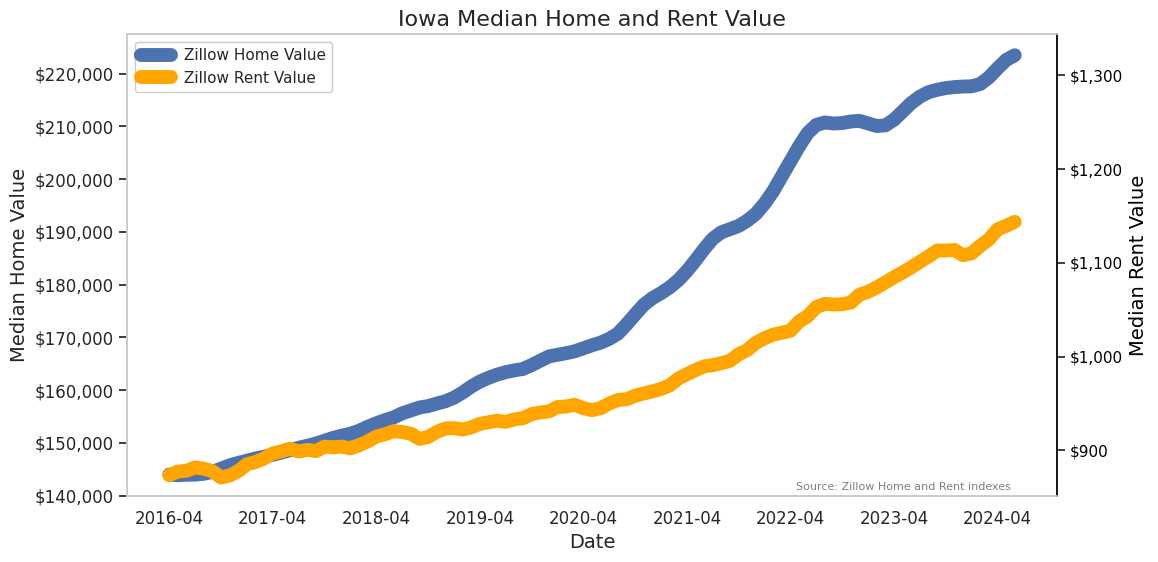 Iowa Median Home and Rent Value
Zillow Home Value
Zillow Rent Value
Median Home Value
$220,000
$210,000
$200,000
$190,000
$180,000
$170,000
$160,000
$150,000
$140,000
$1,300
$1,200
$1,100
$1,000
$900
Median Rent Value
Source: Zillow Home and Rent indexes
2016-04 2017-04 2018-04 2019-04 2020-04 2021-04 2022-04 2023-04 2024-04
Date